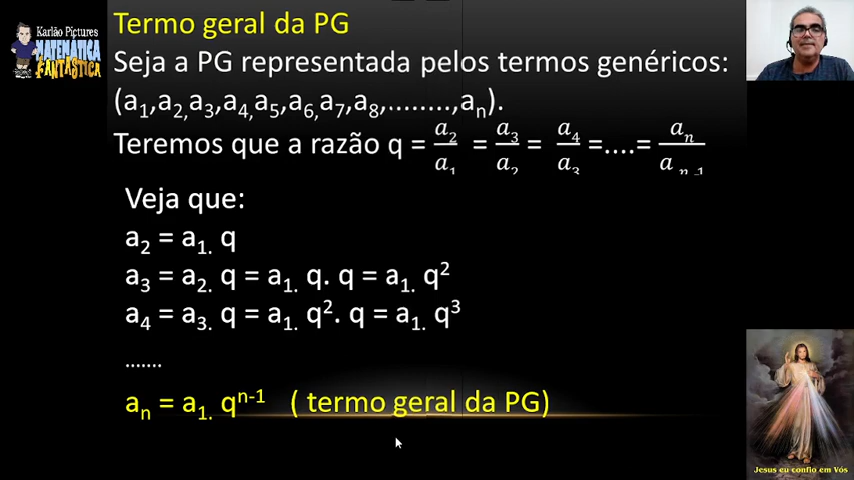 Karlão Pictures
MATEMÁTICA
FANTÁSTICA
Termo geral da PG
Seja a PG representada pelos termos genéricos:
(a₁,a₂,a₃,a₄,a₅,a₆,a₇,a₈,........,aₙ).
Teremos que a razão q = a₂/a₁ = a₃/a₂ = a₄/a₃ =....= aₙ/aₙ₋₁
Veja que:
a₂ = a₁. q
a₃ = a₂. q = a₁. q. q = a₁. q²
a₄ = a₃. q = a₁. q². q = a₁. q³
.......
aₙ = a₁. qⁿ⁻¹ ( termo geral da PG)
Jesus eu confio em Vós